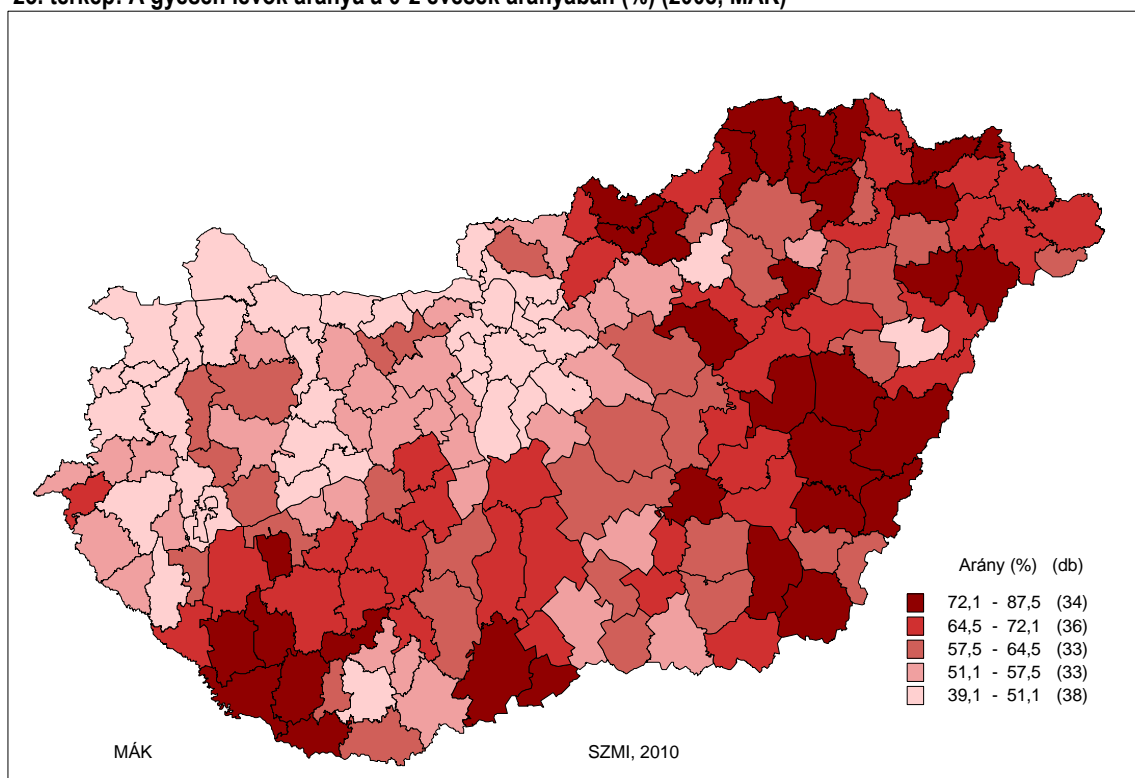 Arány (%) (db)
72,1 - 87,5 (34)
64,5 - 72,1 (36)
57,5 - 64,5 (33)
51,1 - 57,5 (33)
39,1 - 51,1 (38)
MÁK SZMI, 2010